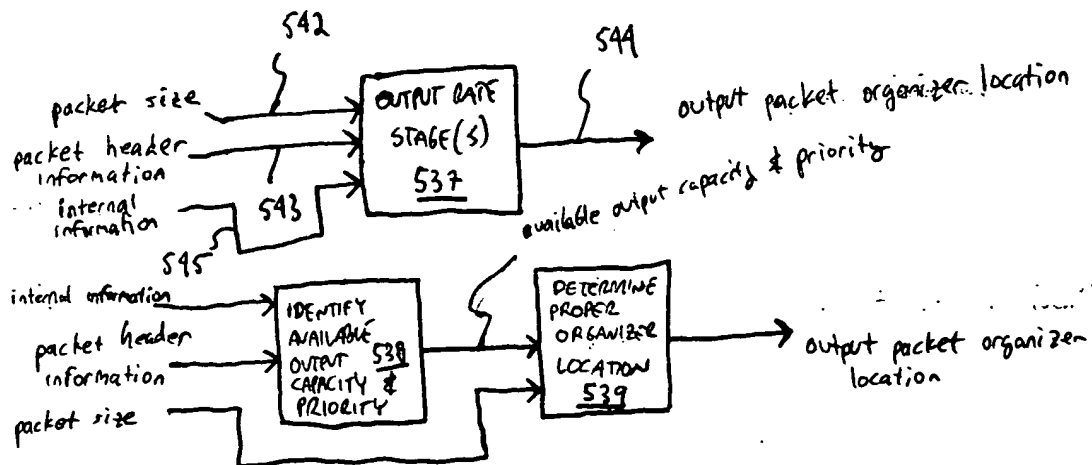 542
544
packet size
packet header
information
internal
information
543
545
OUTPUT RATE
STAGE(S)
537
output packet organizer location
available output capacity & priority
internal information
packet header
information
packet size
IDENTIFY
AVAILABLE
OUTPUT 538
CAPACITY &
PRIORITY
DETERMINE
PROPER
ORGANIZER
LOCATION
539
output packet organizer
location